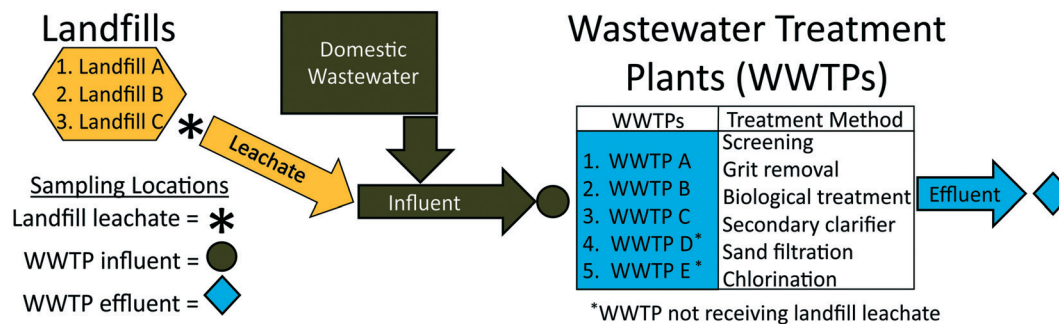 Landfills
1. Landfill A
2. Landfill B
3. Landfill C
*
Leachate
Domestic
Wastewater
Influent
Sampling Locations
Landfill leachate = *
WWTP influent =
WWTP effluent =
Wastewater Treatment
Plants (WWTPs)
WWTPs
1. WWTP A
2. WWTP B
3. WWTP C
4. WWTP D*
5. WWTP E*
Treatment Method
Screening
Grit removal
Biological treatment
Secondary clarifier
Sand filtration
Chlorination
*WWTP not receiving landfill leachate
Effluent